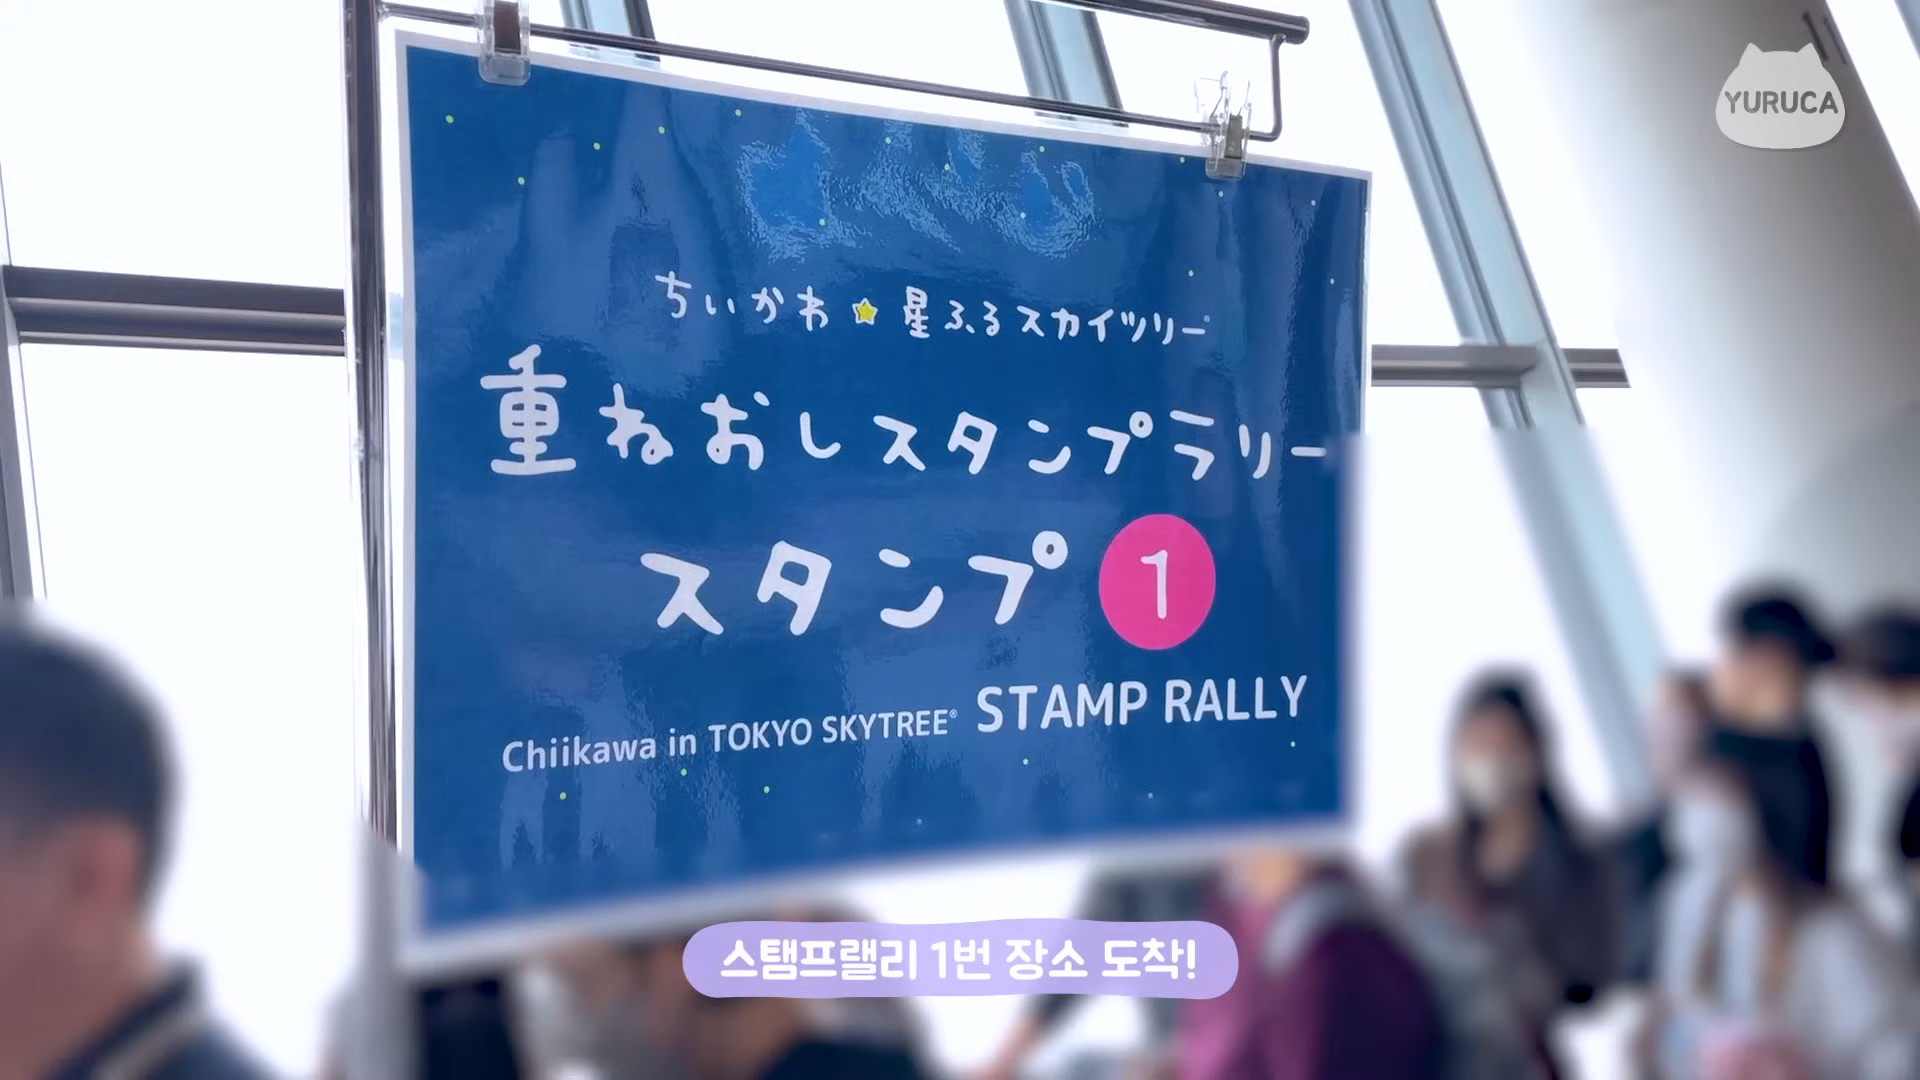 YURUCA
ちいかわ★星ふるスカイツリー®
重ねおしスタンプラリー
スタンプ 1
Chiikawa in TOKYO SKYTREE® STAMP RALLY
스탬프랠리 1번 장소 도착!